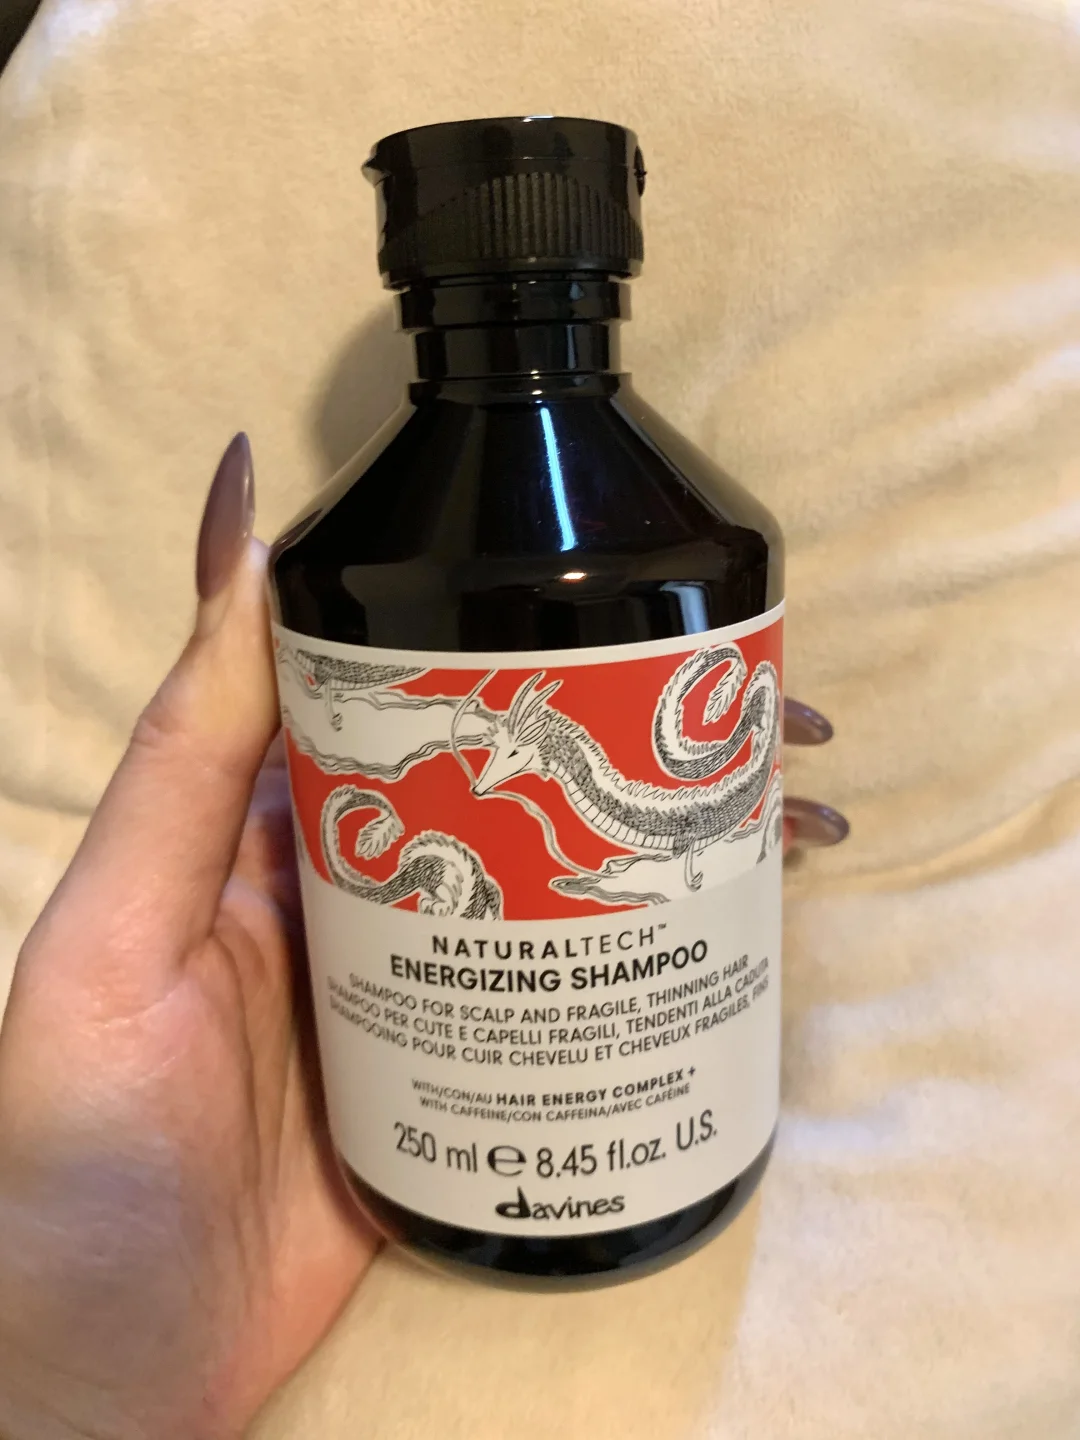 NATURALTECH™
ENERGIZING SHAMPOO
SHAMPOO FOR SCALP AND FRAGILE, THINNING HAIR
SHAMPOO PER CUTE E CAPELLI FRAGILI, TENDENTI ALLA CADUTA
SHAMPOOING POUR CUIR CHEVELU ET CHEVEUX FRAGILES, FINS
WITH/CON/AU HAIR ENERGY COMPLEX +
WITH CAFFEINE/CON CAFFEINA/AVEC CAFÉINE
250 ml e 8.45 fl.oz. U.S.
davines